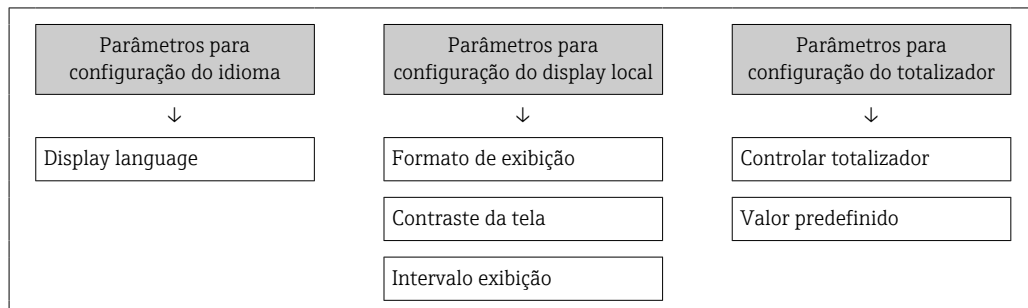 Parâmetros para
configuração do idioma
↓
Display language
Parâmetros para
configuração do display local
↓
Formato de exibição
Contraste da tela
Intervalo exibição
Parâmetros para
configuração do totalizador
↓
Controlar totalizador
Valor predefinido